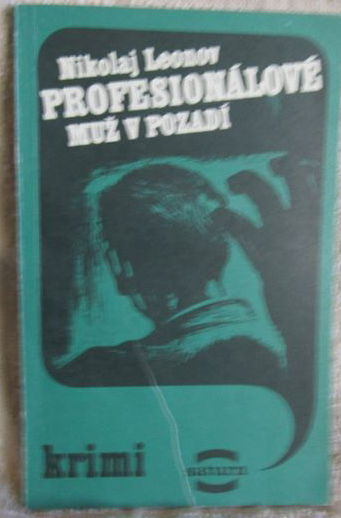 Nikolaj Leonov
PROFESIONÁLOVÉ
MUŽ V POZADÍ
krimi